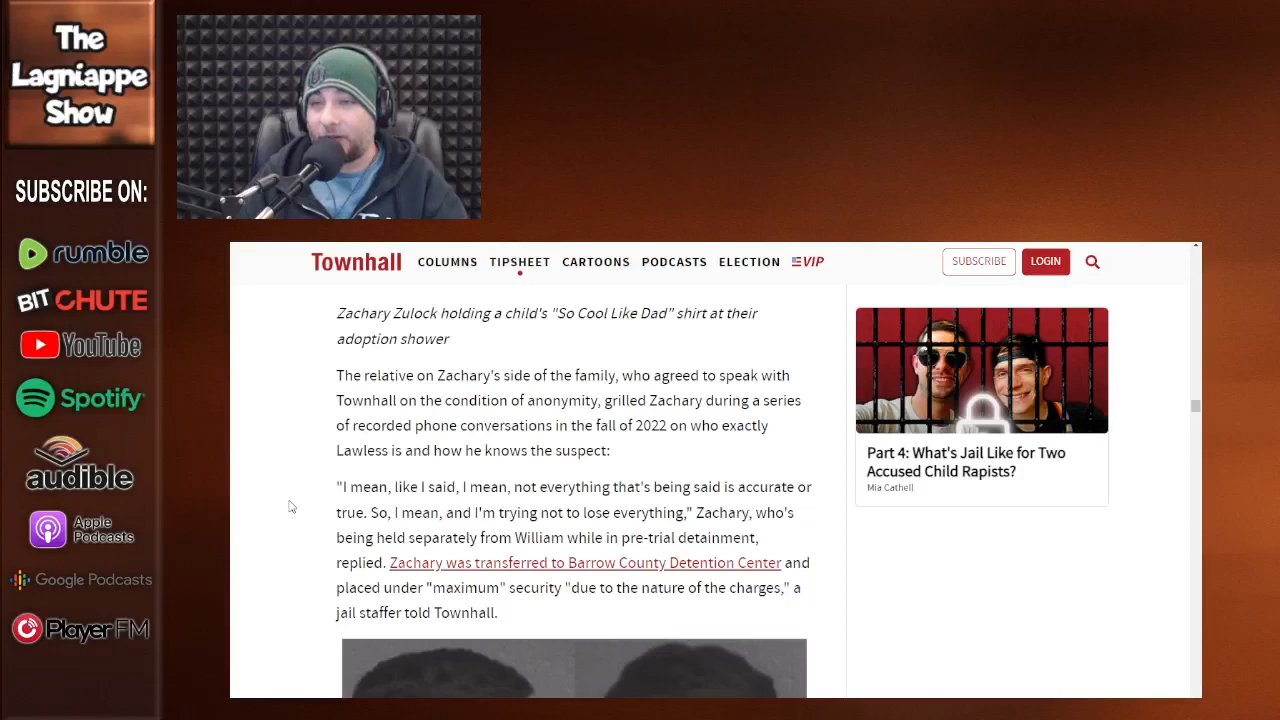 The
Lagniappe
Show
SUBSCRIBE ON:
rumble
BIT CHUTE
YouTube
Spotify
audible
Apple
Podcasts
Google Podcasts
Player FM
Townhall COLUMNS TIPSHEET CARTOONS PODCASTS ELECTION VIP SUBSCRIBE LOGIN
Zachary Zulock holding a child's "So Cool Like Dad" shirt at their
adoption shower
The relative on Zachary's side of the family, who agreed to speak with
Townhall on the condition of anonymity, grilled Zachary during a series
of recorded phone conversations in the fall of 2022 on who exactly
Lawless is and how he knows the suspect:
"I mean, like I said, I mean, not everything that's being said is accurate or
true. So, I mean, and I'm trying not to lose everything," Zachary, who's
being held separately from William while in pre-trial detainment,
replied. Zachary was transferred to Barrow County Detention Center and
placed under "maximum" security "due to the nature of the charges," a
jail staffer told Townhall.
Part 4: What's Jail Like for Two
Accused Child Rapists?
Mia Cathell